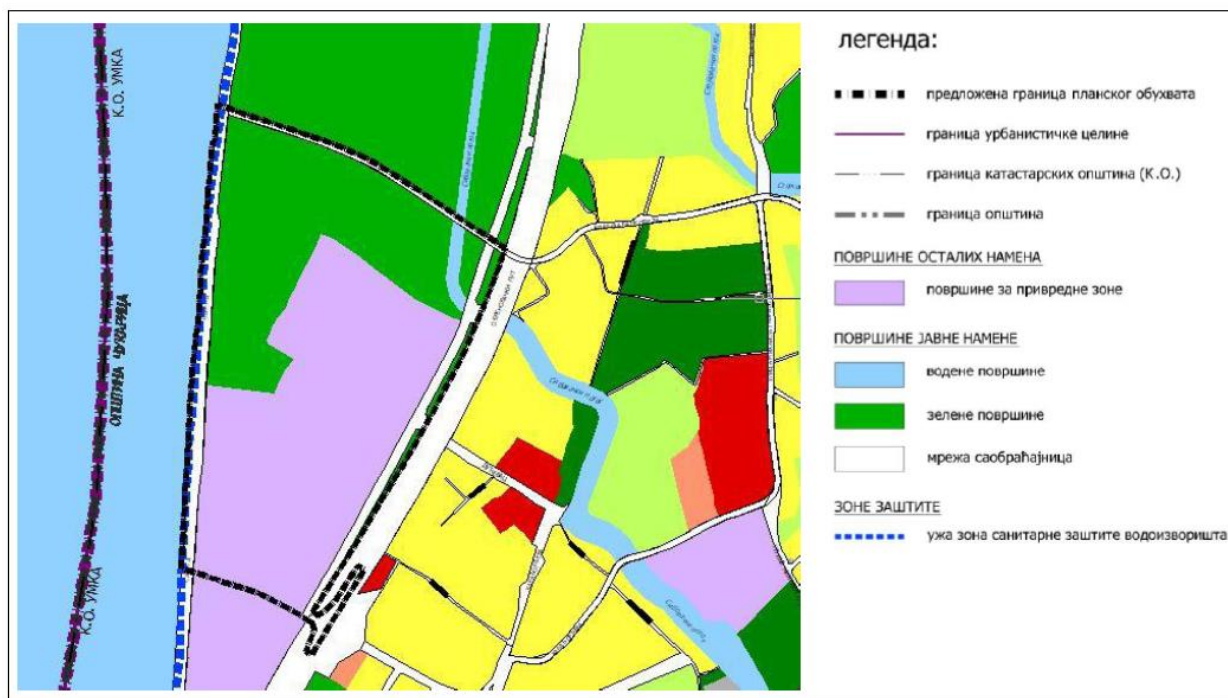 К.О. УМКА
ОПШТИНА ЧУКАРИЦА
К.О. УМКА
легенда:
предложена граница планског обухвата
граница урбанистичке целине
граница катастарских општина (К.О.)
граница општина
ПОВРШИНЕ ОСТАЛИХ НАМЕНА
површине за привредне зоне
ПОВРШИНЕ ЈАВНЕ НАМЕНЕ
водене површине
зелене површине
мрежа саобраћајница
ЗОНЕ ЗАШТИТЕ
ужа зона санитарне заштите водоизворишта